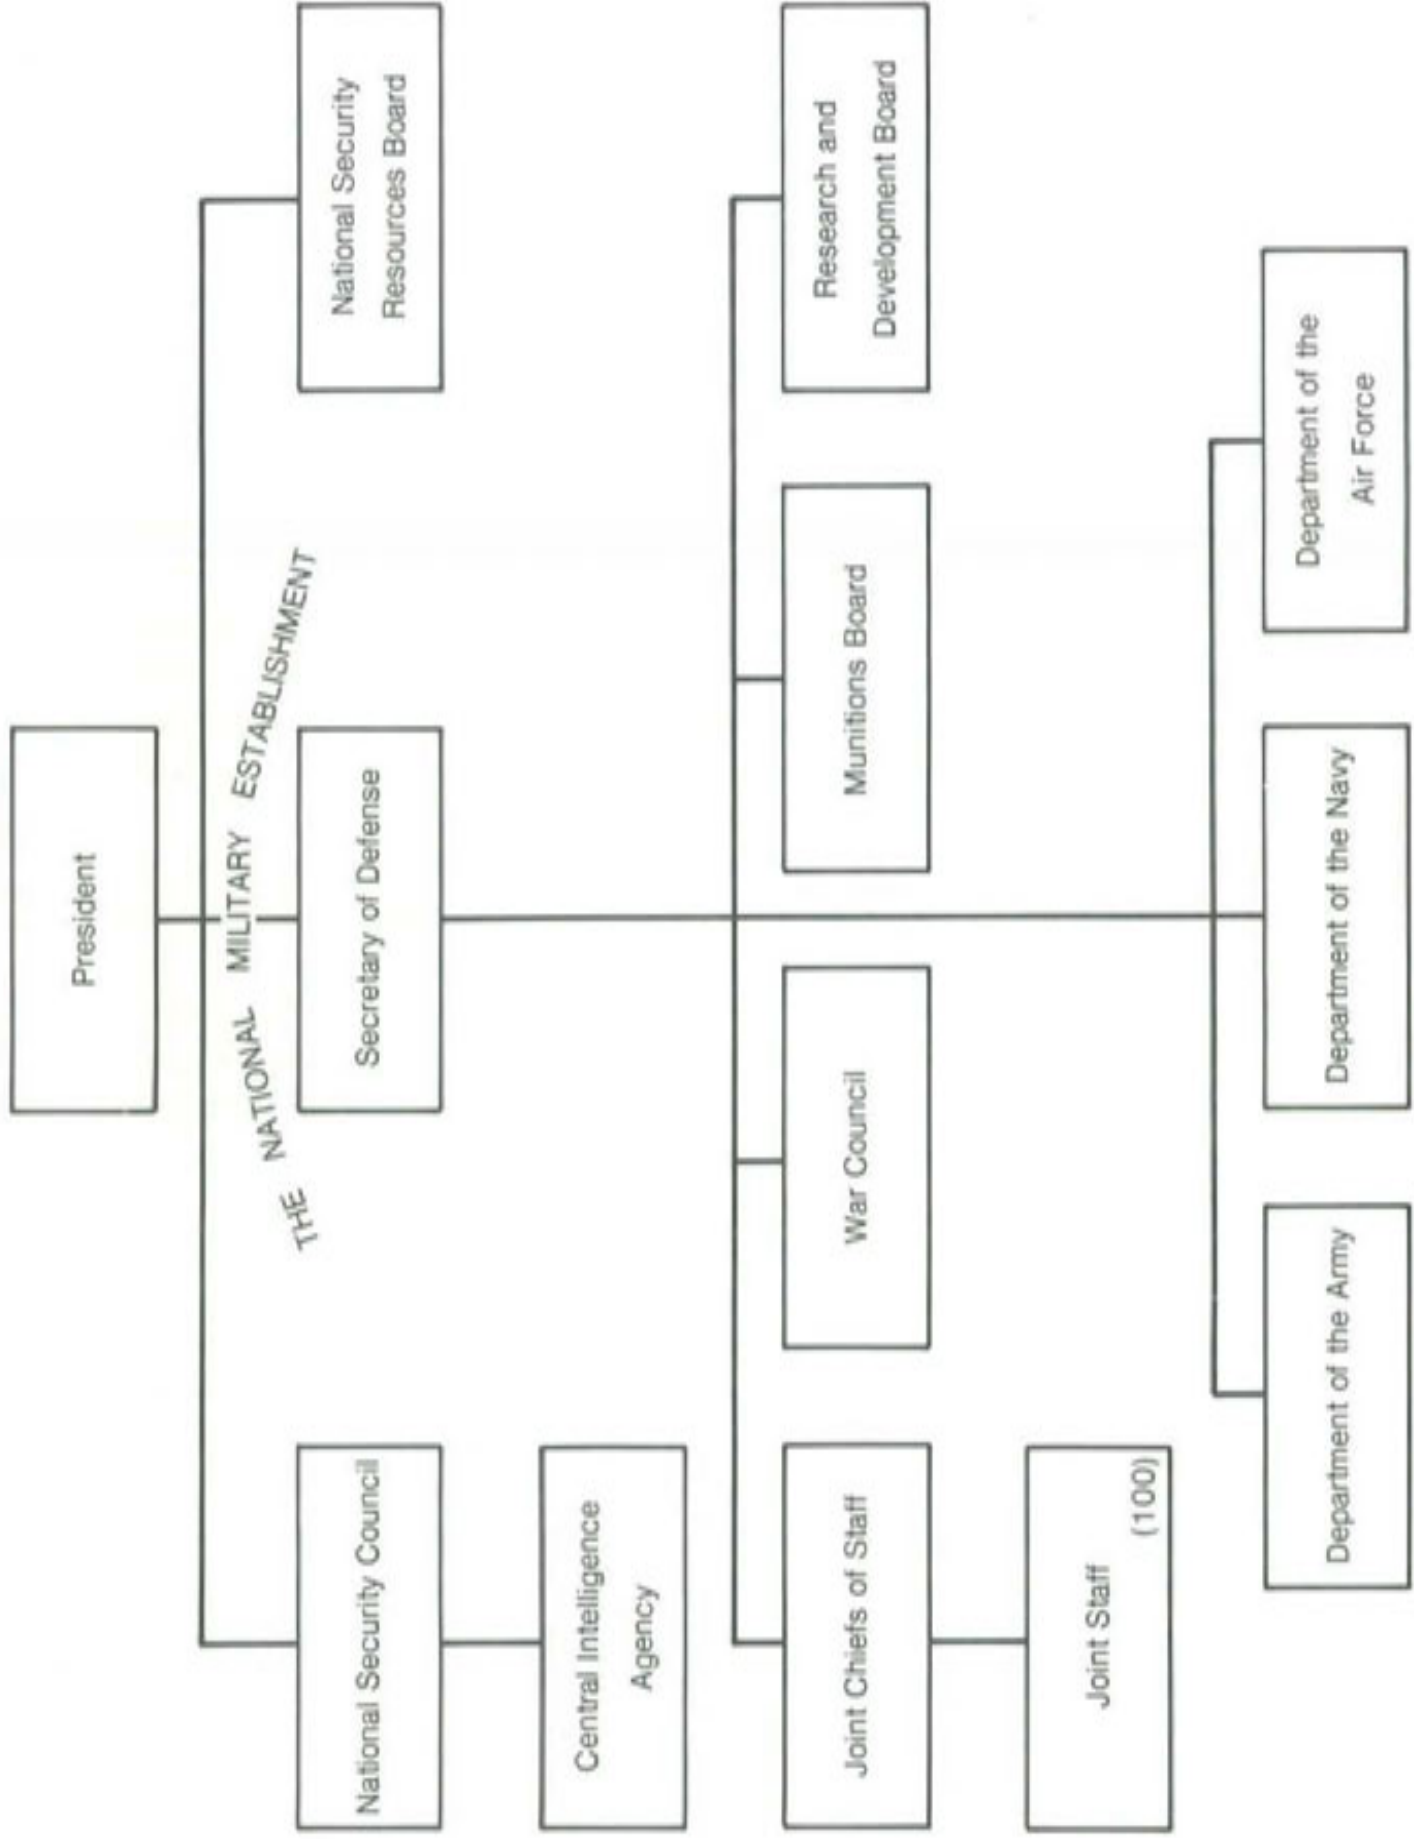 President
THE NATIONAL MILITARY ESTABLISHMENT
National Security Council
Secretary of Defense
National Security
Resources Board
Central Intelligence
Agency
Joint Chiefs of Staff
War Council
Munitions Board
Research and
Development Board
Joint Staff
(100)
Department of the Army
Department of the Navy
Department of the
Air Force